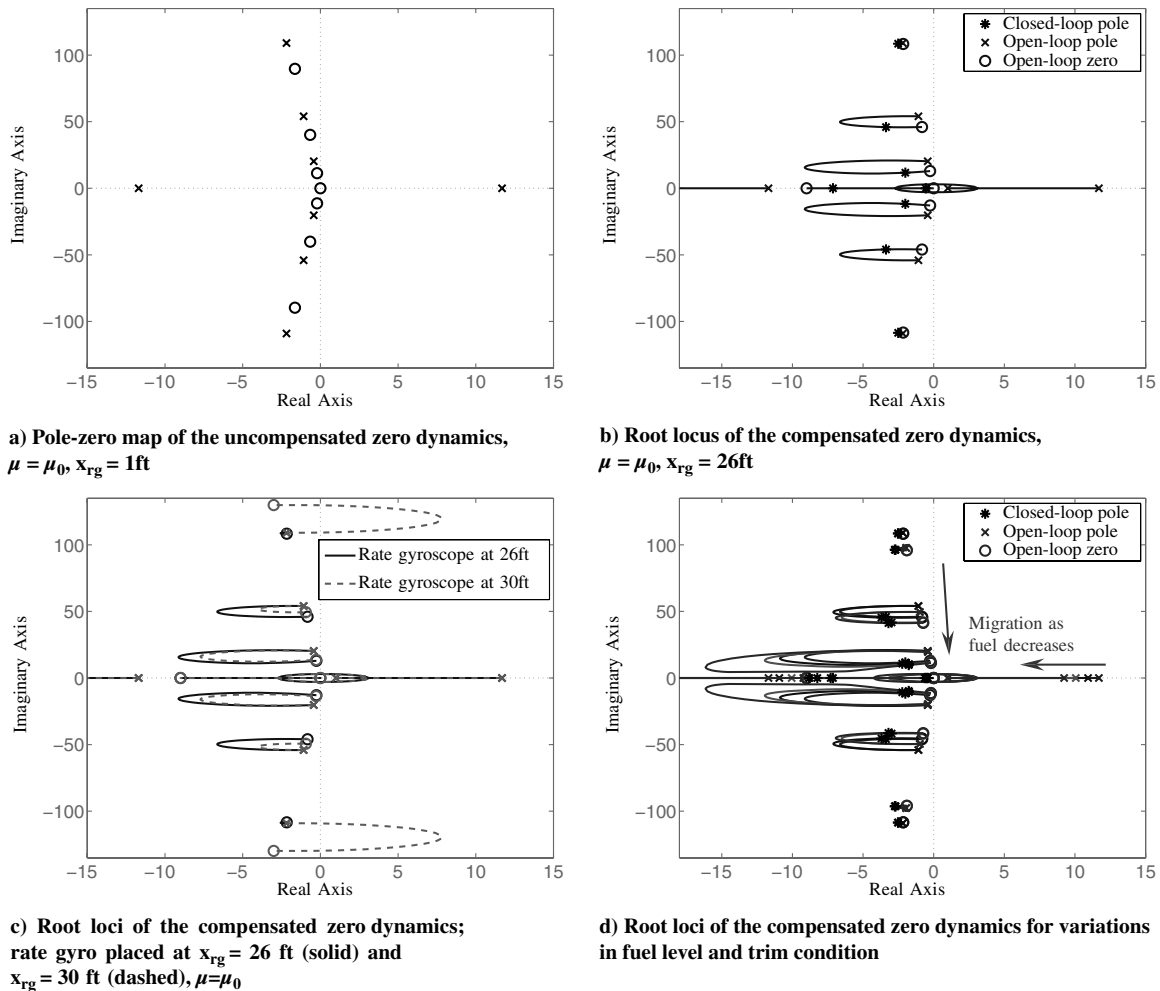 100
50
0
−50
−100
Imaginary Axis
−15 −10 −5 0 5 10 15
Real Axis
a) Pole-zero map of the uncompensated zero dynamics,
μ = μ0, xrg = 1ft
Closed-loop pole
Open-loop pole
Open-loop zero
100
50
0
−50
−100
Imaginary Axis
−15 −10 −5 0 5 10 15
Real Axis
b) Root locus of the compensated zero dynamics,
μ = μ0, xrg = 26ft
Rate gyroscope at 26ft
Rate gyroscope at 30ft
100
50
0
−50
−100
Imaginary Axis
−15 −10 −5 0 5 10 15
Real Axis
c) Root loci of the compensated zero dynamics;
rate gyro placed at xrg = 26 ft (solid) and
xrg = 30 ft (dashed), μ=μ0
Closed-loop pole
Open-loop pole
Open-loop zero
Migration as
fuel decreases
100
50
0
−50
−100
Imaginary Axis
−15 −10 −5 0 5 10 15
Real Axis
d) Root loci of the compensated zero dynamics for variations
in fuel level and trim condition